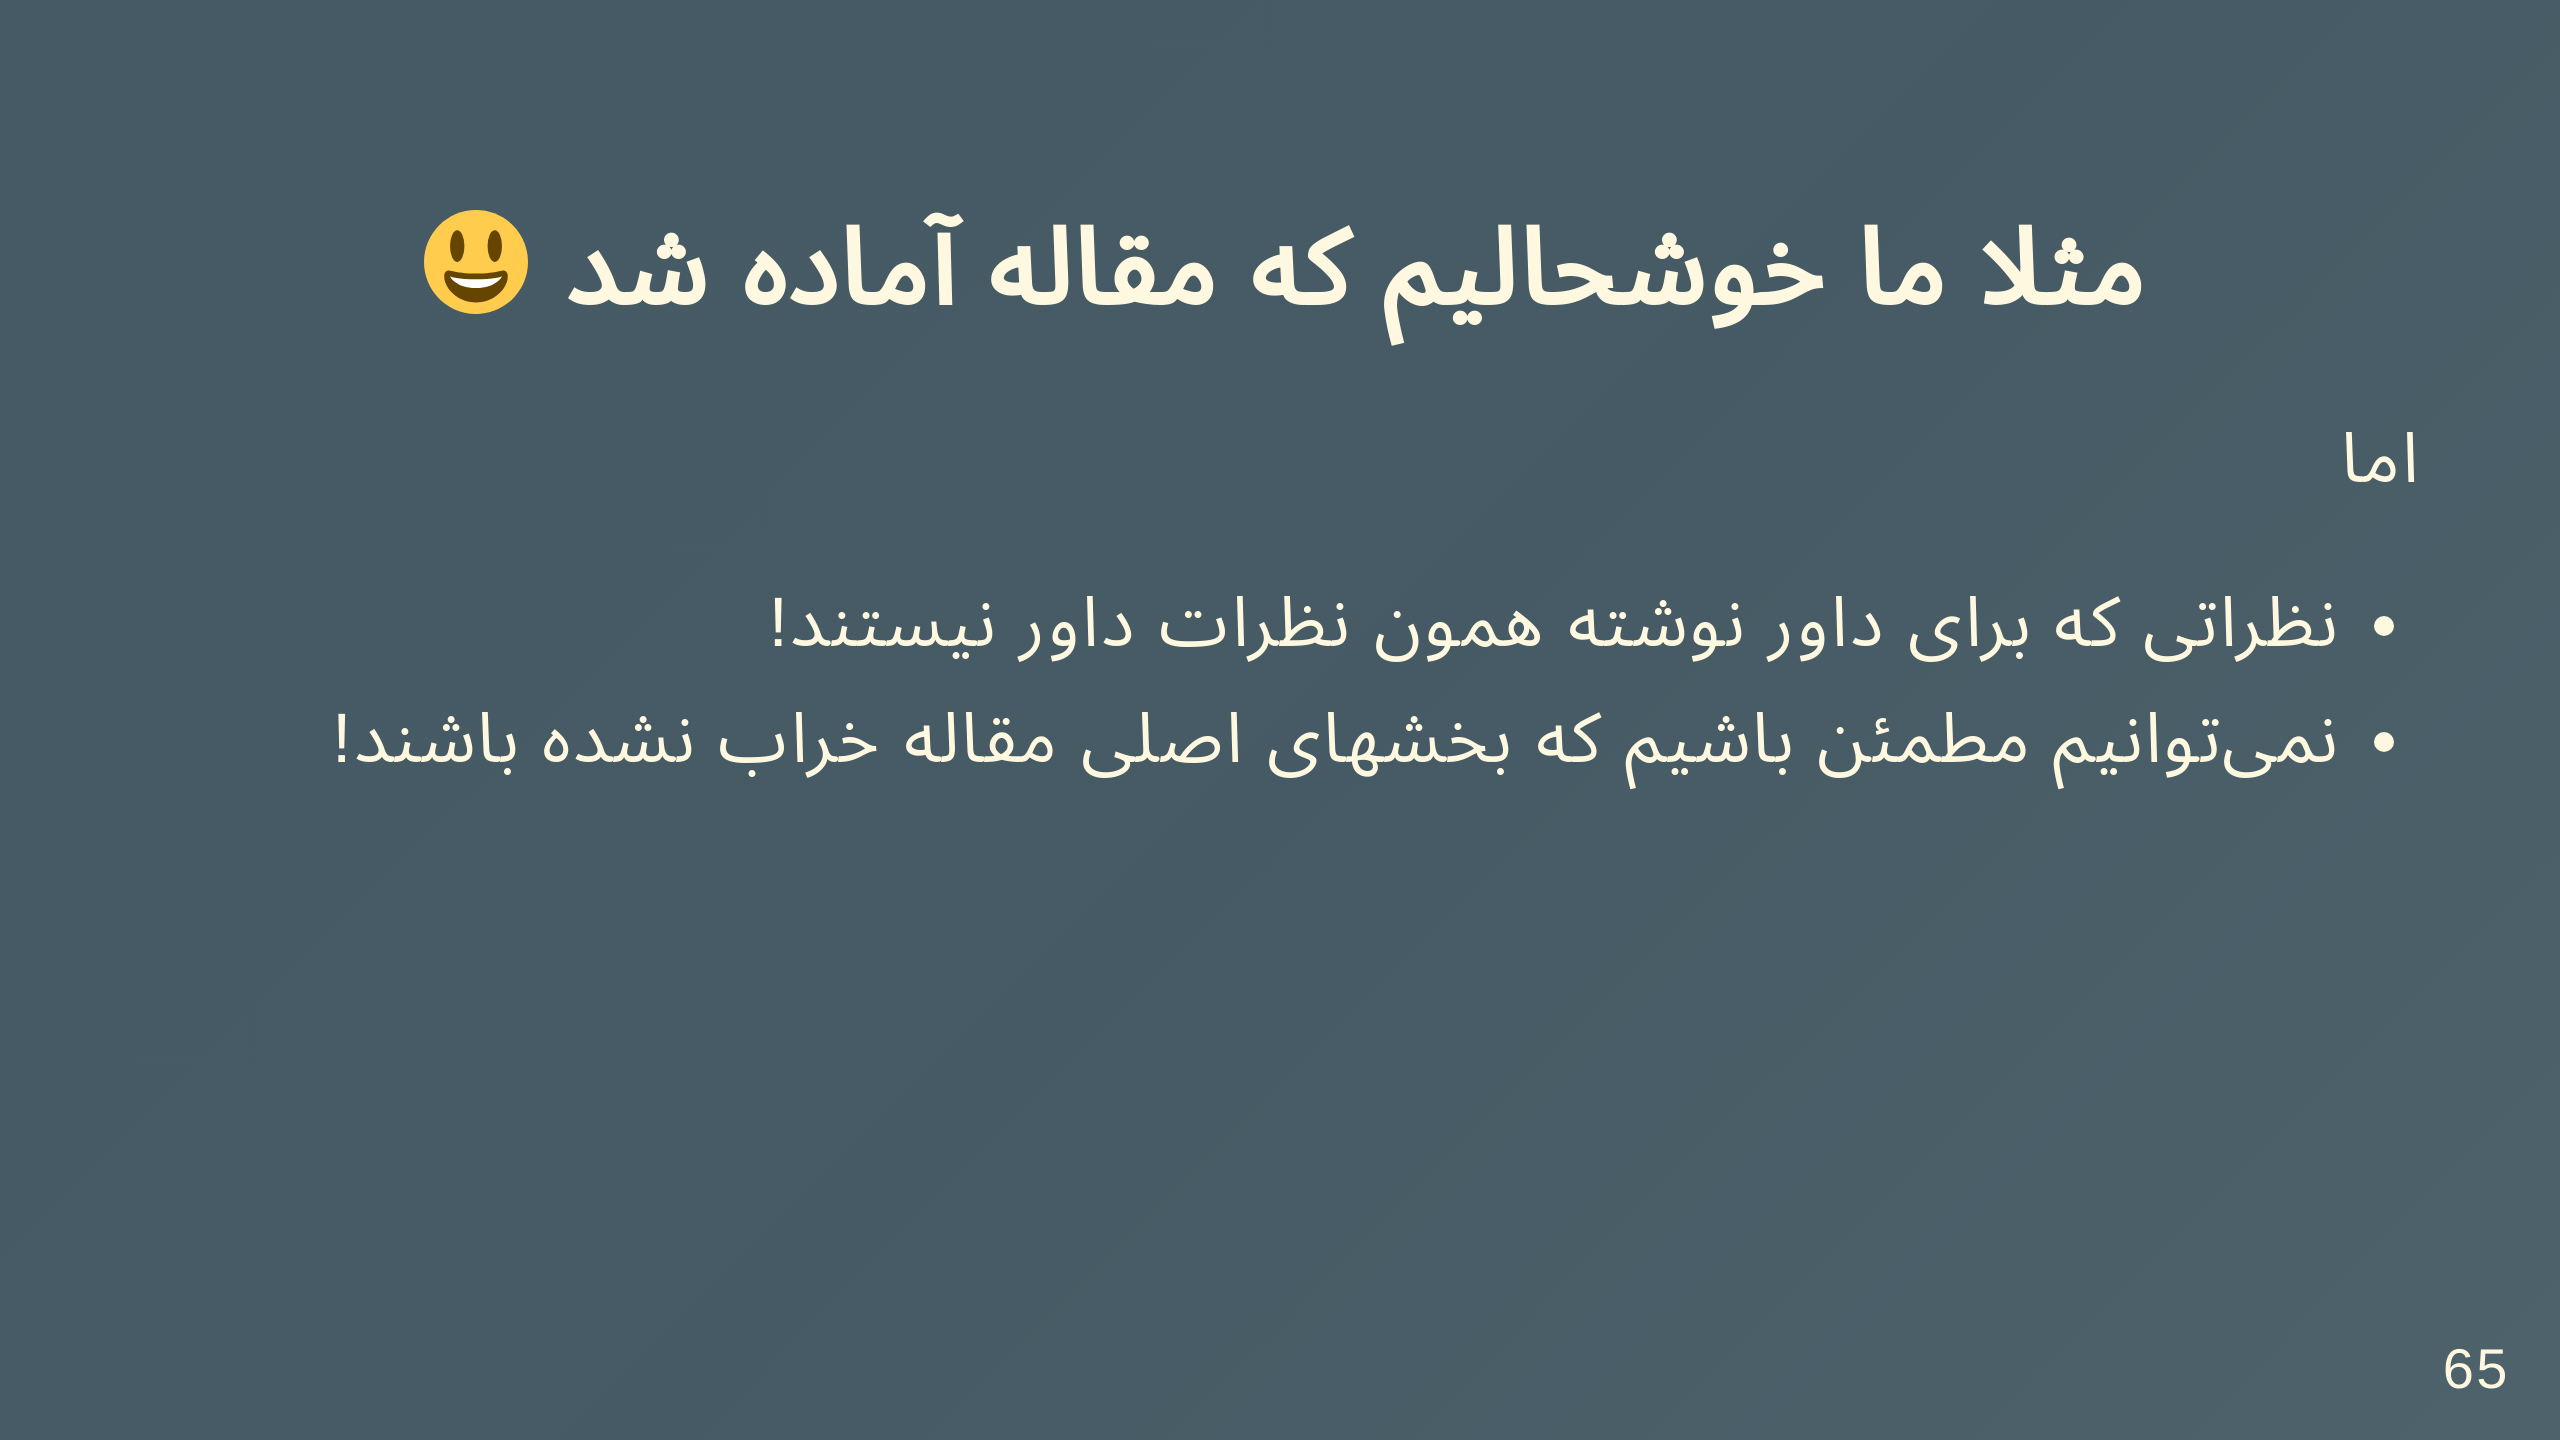 مثلا ما خوشحالیم که مقاله آماده شد 😃
اما
• نظراتی که برای داور نوشته همون نظرات داور نیستند!
• نمی‌توانیم مطمئن باشیم که بخشهای اصلی مقاله خراب نشده باشند!
65